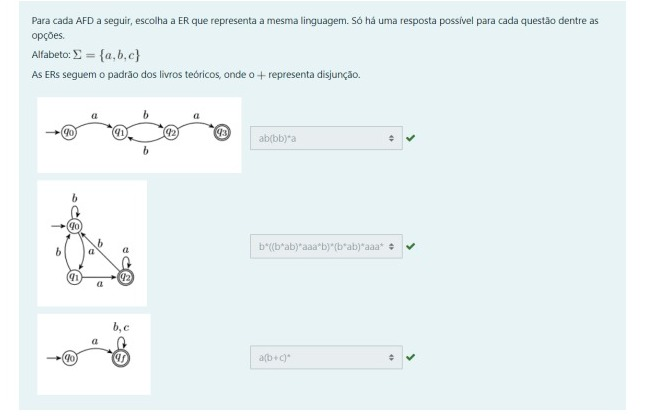 Para cada AFD a seguir, escolha a ER que representa a mesma linguagem. Só há uma resposta possível para cada questão dentre as
opções.
Alfabeto: Σ = {a, b, c}
As ERs seguem o padrão dos livros teóricos, onde o + representa disjunção.
a b a
q0 q1 q2 q3
b
ab(bb)*a
b
q0
b a b a
q1 q2
a
b*((b*ab)*aaa*b)*(b*ab)*aaa*
b, c
a
q0 qf
a(b+c)*